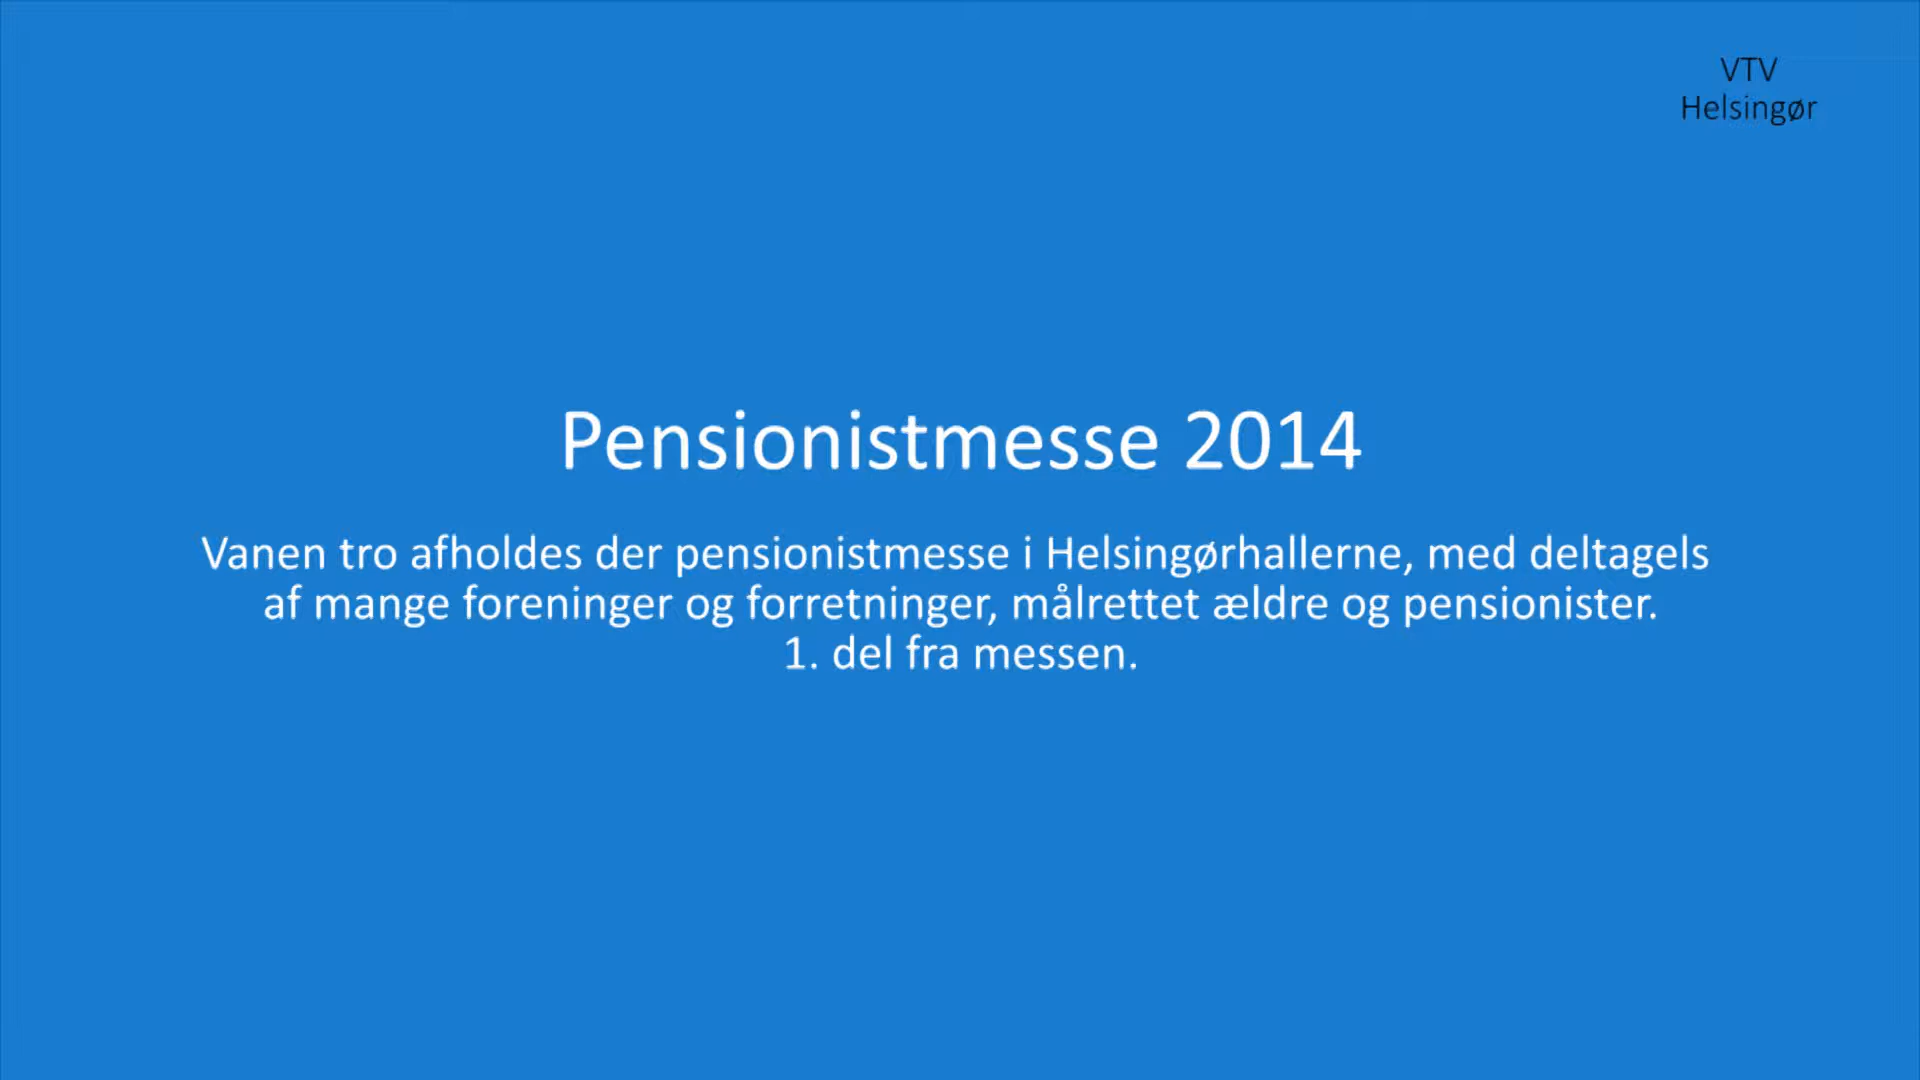 VTV
Helsingør
Pensionistmesse 2014
Vanen tro afholdes der pensionistmesse i Helsingørhallerne, med deltagels
af mange foreninger og forretninger, målrettet ældre og pensionister.
1. del fra messen.